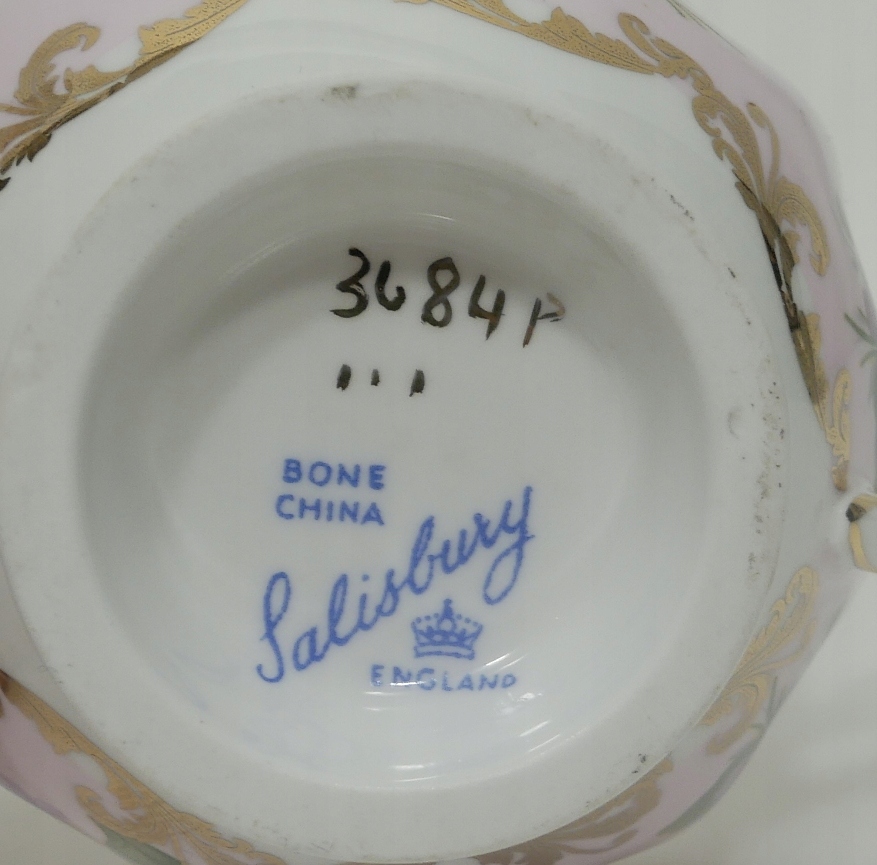 3684P
BONE
CHINA
Salisbury
ENGLAND